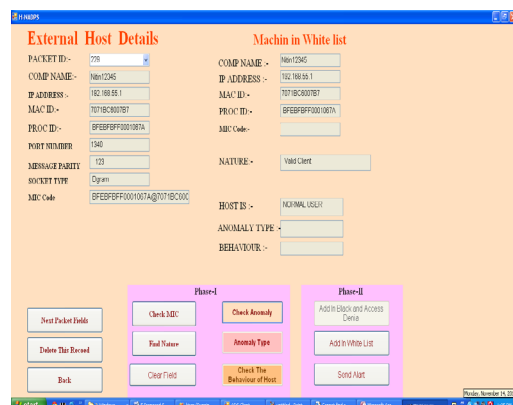 H-NADPS
External Host Details
PACKET ID:- 228
COMP NAME:- Nitin12345
IP ADDRESS :- 192.168.55.1
MAC ID:- 7071BC6007B7
PROC ID:- BFEBFBFF0001067A
PORT NUMBER 1340
MESSAGE PARITY 123
SOCKET TYPE Dgram
MIC Code BFEBFBFF0001067A@7071BC600
Machin in White list
COMP NAME :- Nitin12345
IP ADDRESS :- 192.168.55.1
MAC ID:- 7071BC6007B7
PROC ID:- BFEBFBFF0001067A
MIC Code:-
NATURE:- Valid Client
HOST IS :- NORMAL USER
ANOMALY TYPE :-
BEHAVIOUR :-
Next Packet Fields
Delete This Record
Back
Phase-I
Check MIC
Check Anomaly
Find Nature
Anomaly Type
Clear Field
Check The
Behaviour of Host
Phase-II
Add In Black and Access
Denia
Add In White List
Send Alart
Monday, November 14, 201
start